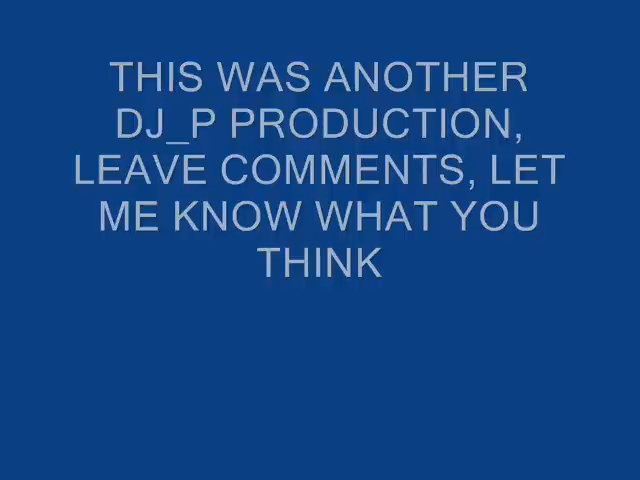 THIS WAS ANOTHER
DJ_P PRODUCTION,
LEAVE COMMENTS, LET
ME KNOW WHAT YOU
THINK